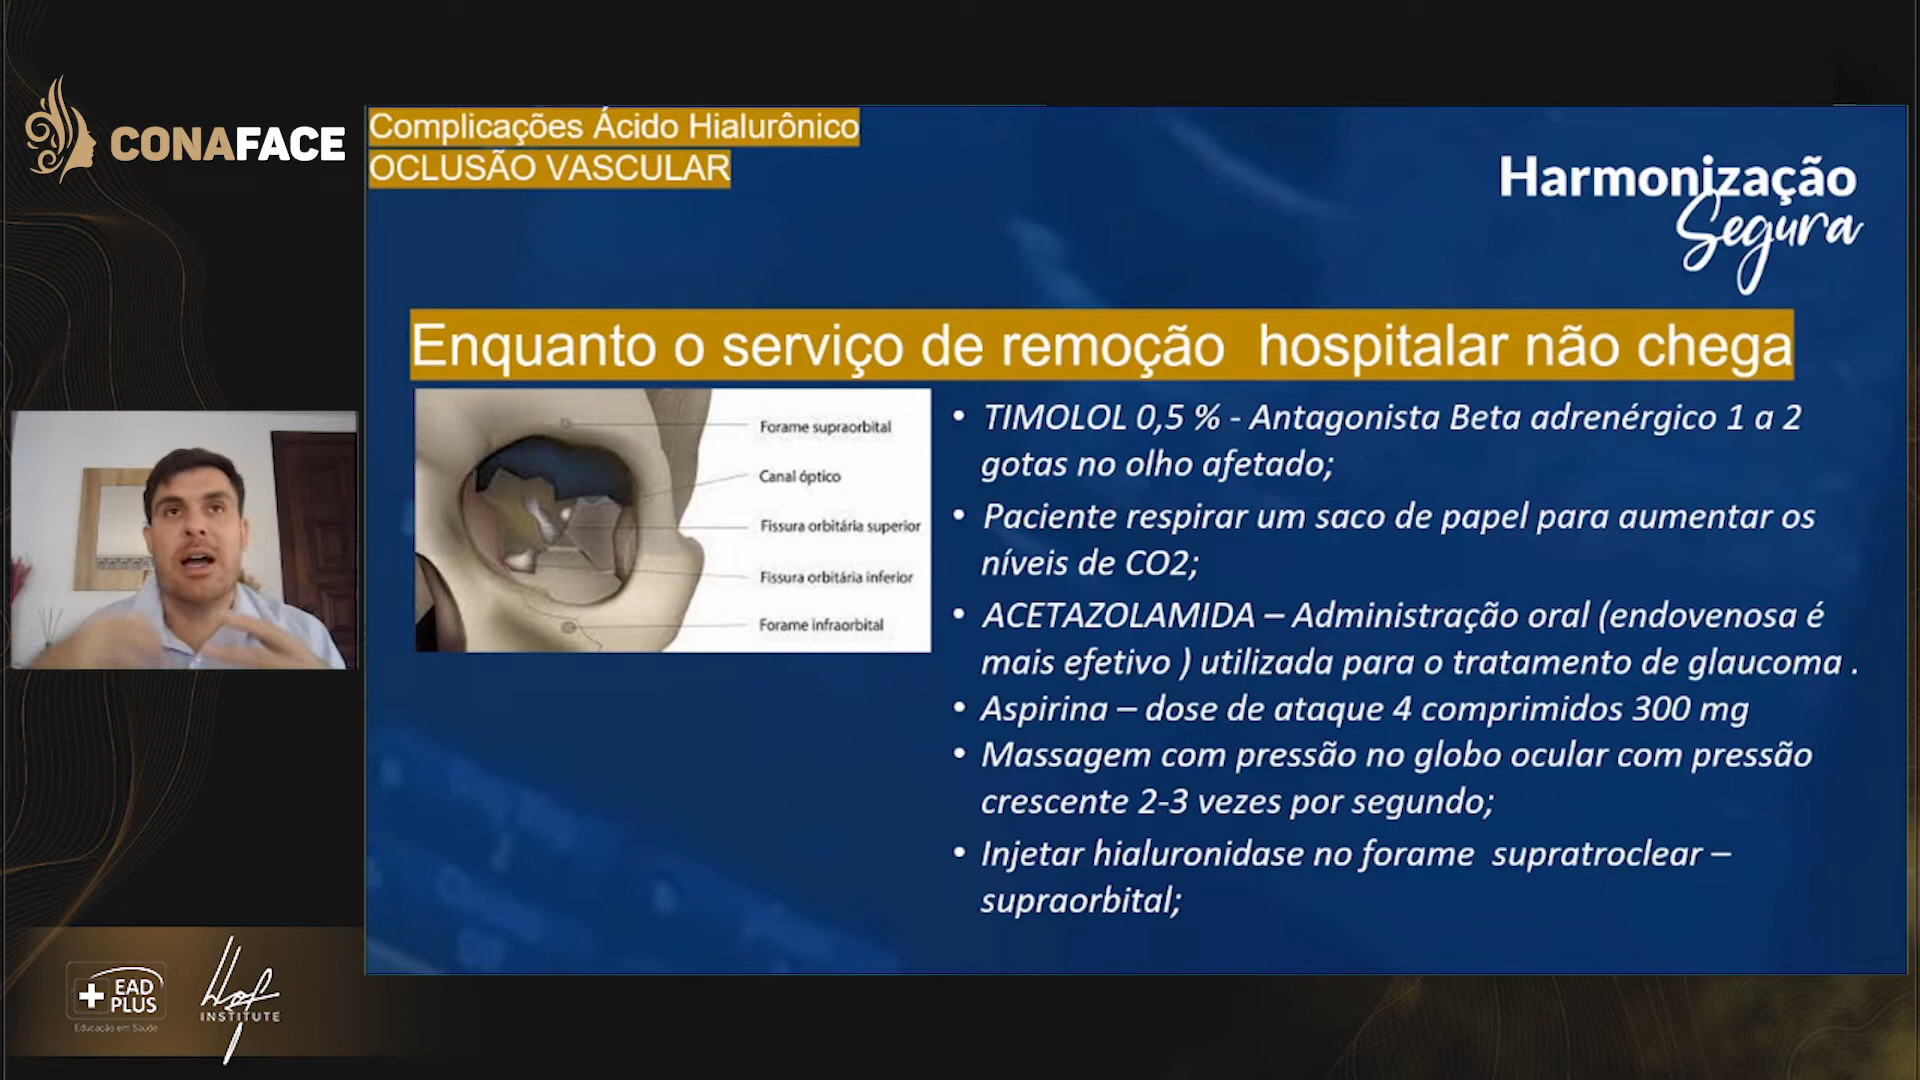 CONAFACE
Complicações Ácido Hialurônico
OCLUSÃO VASCULAR
Harmonização
Segura
Enquanto o serviço de remoção  hospitalar não chega
Forame supraorbital
Canal óptico
Fissura orbitária superior
Fissura orbitária inferior
Forame infraorbital
• TIMOLOL 0,5 % - Antagonista Beta adrenérgico 1 a 2
gotas no olho afetado;
• Paciente respirar um saco de papel para aumentar os
níveis de CO2;
• ACETAZOLAMIDA – Administração oral (endovenosa é
mais efetivo ) utilizada para o tratamento de glaucoma .
• Aspirina – dose de ataque 4 comprimidos 300 mg
• Massagem com pressão no globo ocular com pressão
crescente 2-3 vezes por segundo;
• Injetar hialuronidase no forame  supratroclear –
supraorbital;
EAD
PLUS
Educação em Saúde
Hof
INSTITUTE